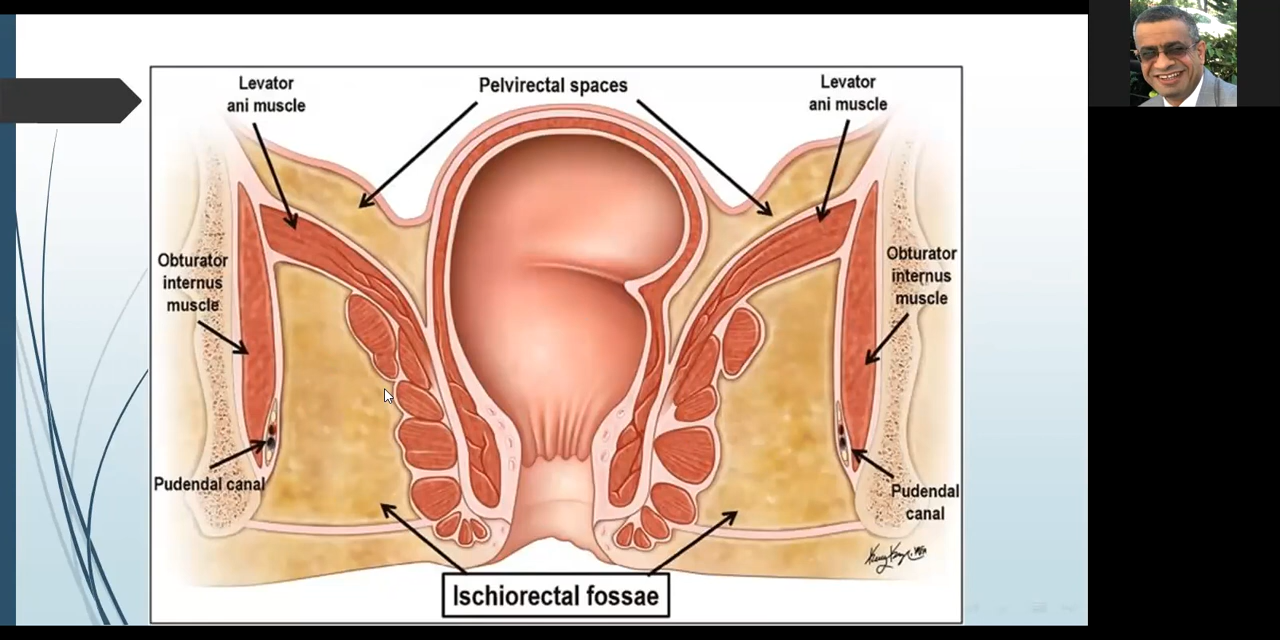 Levator
ani muscle
Pelvirectal spaces
Levator
ani muscle
Obturator
internus
muscle
Obturator
internus
muscle
Pudendal canal
Pudendal
canal
Ischiorectal fossae